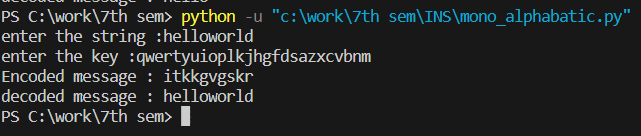 decoded message : hello
PS C:\work\7th sem> python -u "c:\work\7th sem\INS\mono_alphabatic.py"
enter the string :helloworld
enter the key :qwertyuioplkjhgfdsazxcvbnm
Encoded message : itkkgvgskr
decoded message : helloworld
PS C:\work\7th sem>